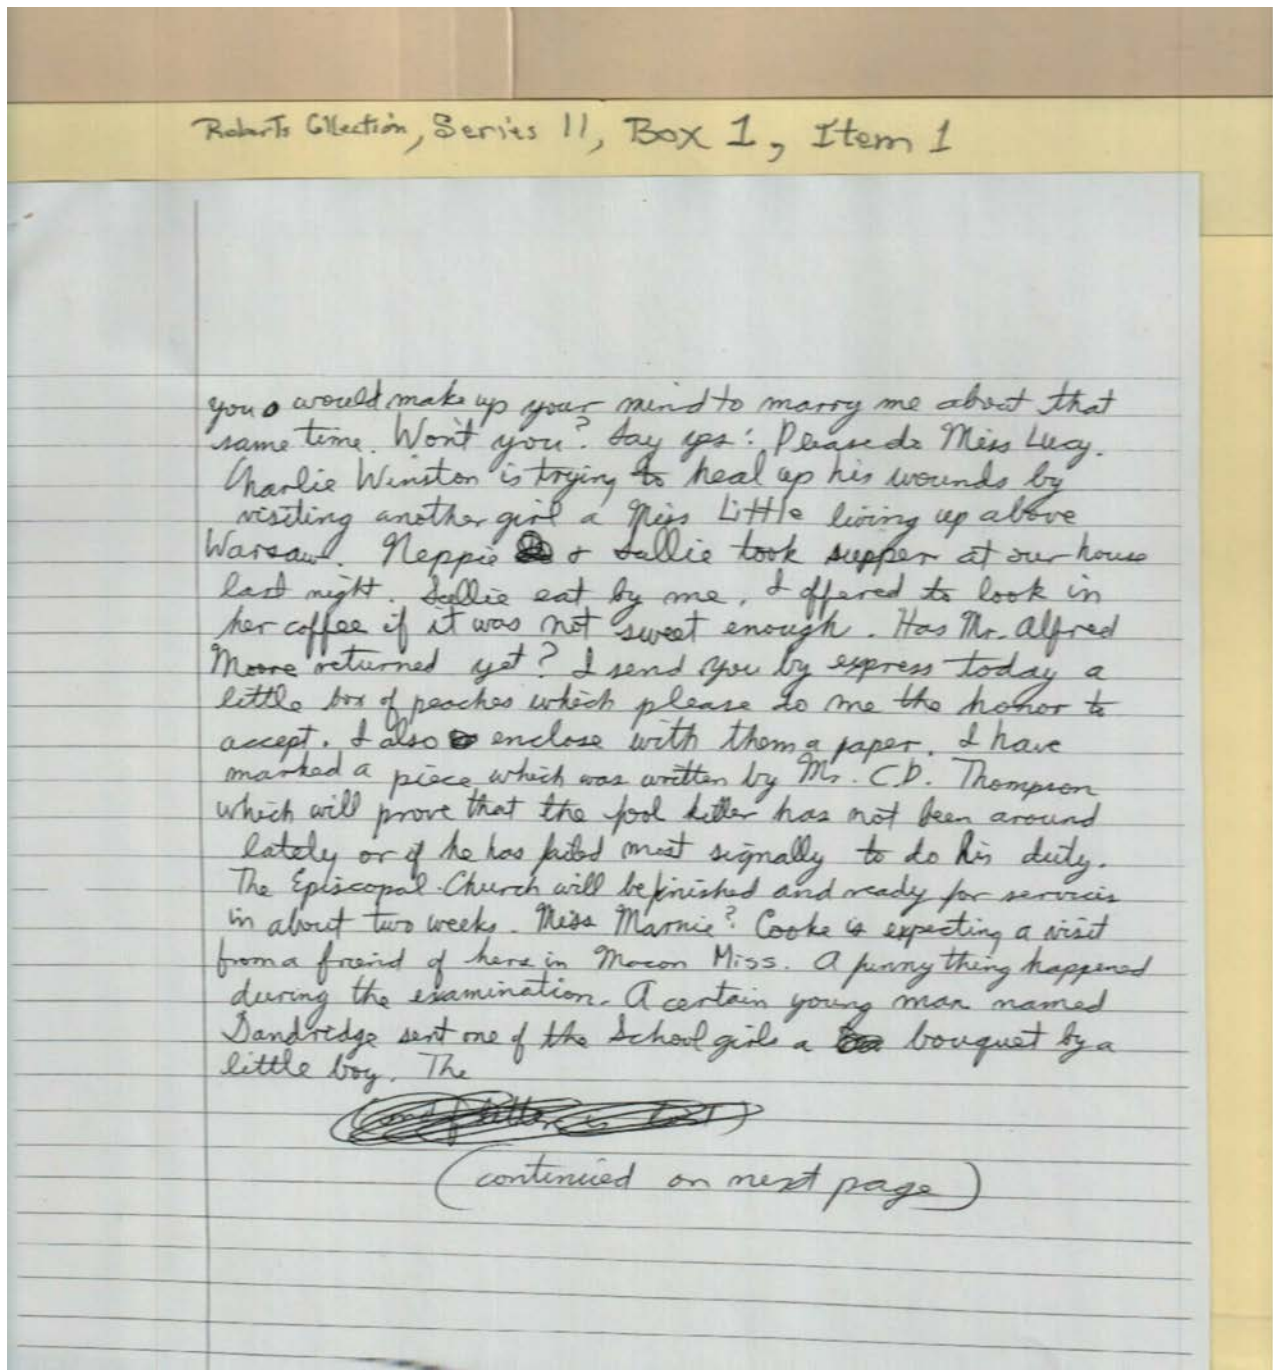 Roberts Collection, Series 11, Box 1, Item 1
you would make up your mind to marry me about that
same time. Won't you? Say yes! Please do Miss Lucy.
Charlie Winston is trying to heal up his wounds by
visiting another girl a Miss Little living up above
Warsaw. Neppie & Sallie took supper at our house
last night. Sallie eat by me. I offered to look in
her coffee if it was not sweet enough. Has Mr. Alfred
Moore returned yet? I send you by express today a
little box of peaches which please do me the honor to
accept. I also enclose with them a paper. I have
marked a piece which was written by Mr. C.D. Thompson
which will prove that the fool killer has not been around
lately or if he has failed most signally to do his duty.
The Episcopal Church will be finished and ready for services
in about two weeks. Miss Marnie? Cooke is expecting a visit
from a friend of hers in Macon Miss. A funny thing happened
during the examination. A certain young man named
Dandridge sent one of the School girls a bouquet by a
little boy. The
(continued on next page)